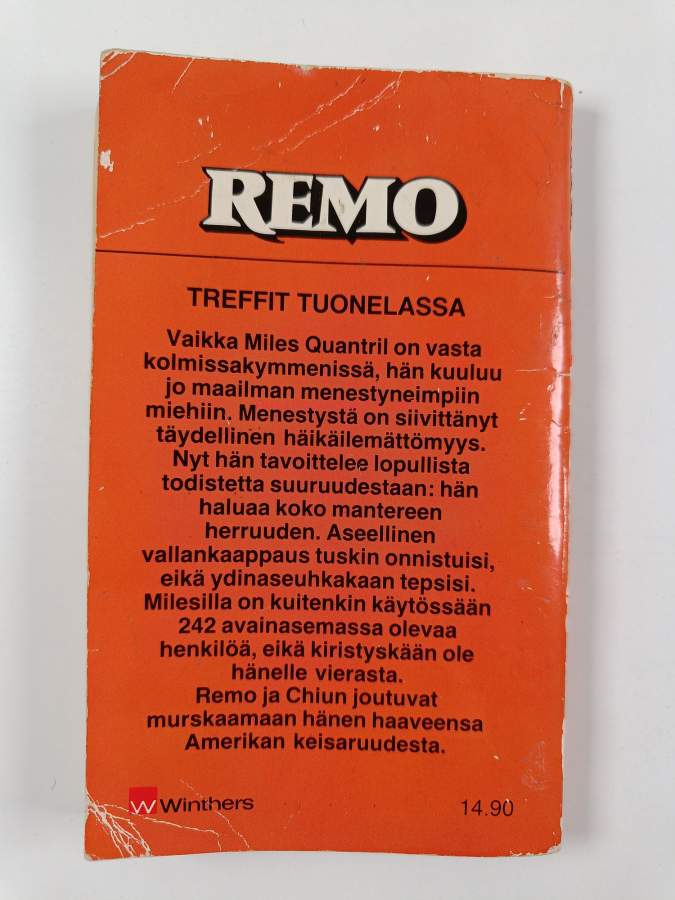 REMO
TREFFIT TUONELASSA
Vaikka Miles Quantril on vasta
kolmissakymmenissä, hän kuuluu
jo maailman menestyneimpiin
miehiin. Menestystä on siivittänyt
täydellinen häikäilemättömyys.
Nyt hän tavoittelee lopullista
todistetta suuruudestaan: hän
haluaa koko mantereen
herruuden. Aseellinen
vallankaappaus tuskin onnistuisi,
eikä ydinaseuhkakaan tepsisi.
Milesilla on kuitenkin käytössään
242 avainasemassa olevaa
henkilöä, eikä kiristyskään ole
hänelle vierasta.
Remo ja Chiun joutuvat
murskaamaan hänen haaveensa
Amerikan keisaruudesta.
W Winthers 14.90